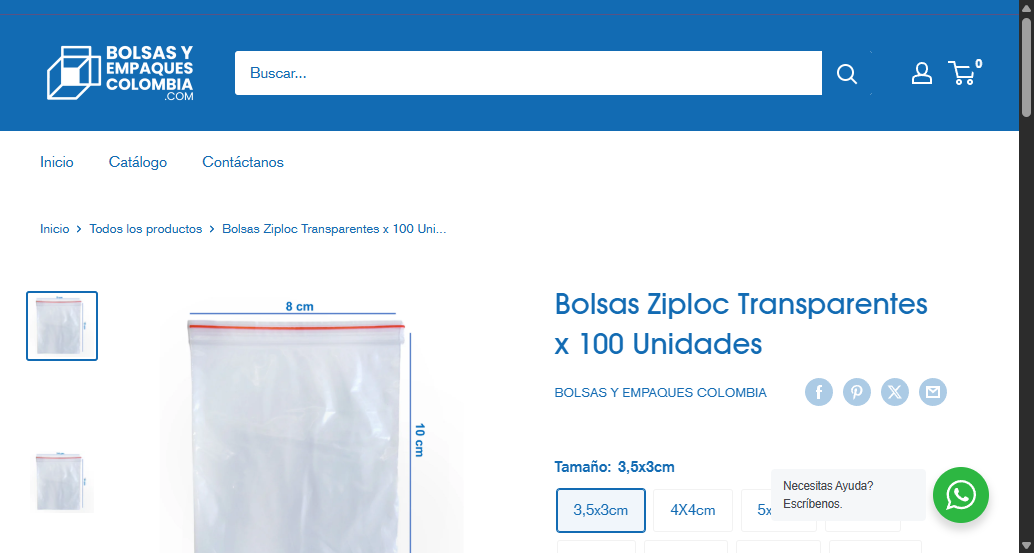 BOLSAS Y
EMPAQUES
COLOMBIA
.COM
Buscar...
0
Inicio
Catálogo
Contáctanos
Inicio > Todos los productos > Bolsas Ziploc Transparentes x 100 Uni...
8 cm
10 cm
Bolsas Ziploc Transparentes
x 100 Unidades
BOLSAS Y EMPAQUES COLOMBIA
Tamaño: 3,5x3cm
3,5x3cm
4X4cm
Necesitas Ayuda?
Escríbenos.